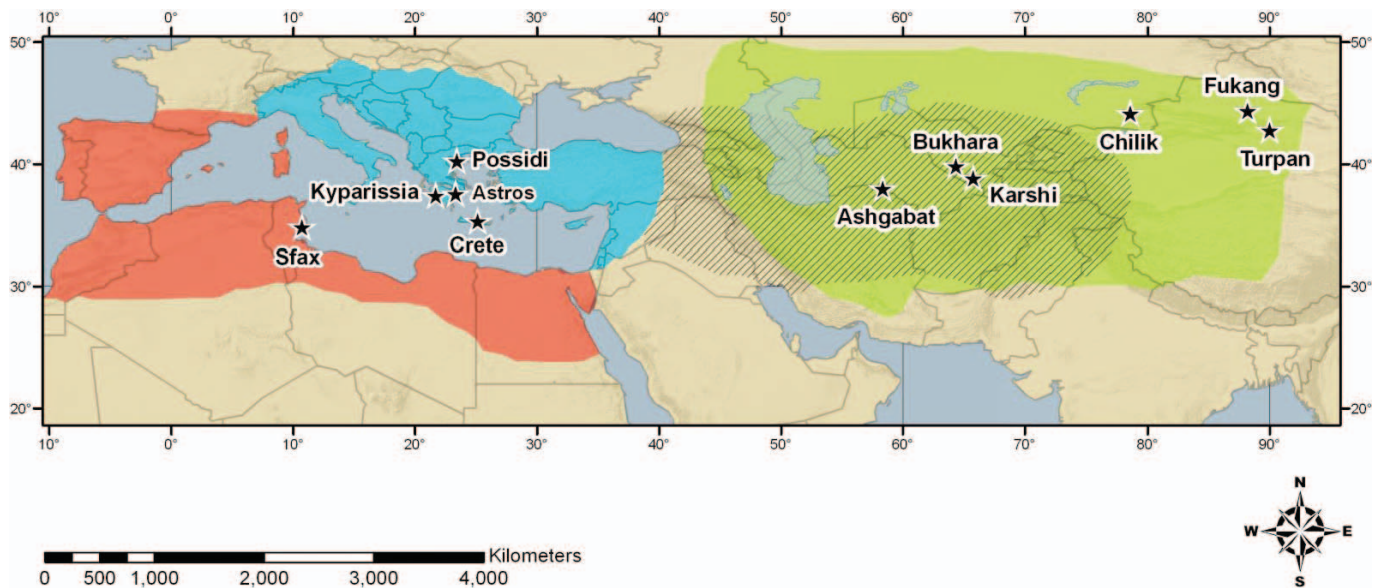 10° 0° 10° 20° 30° 40° 50° 60° 70° 80° 90°
50° 50°
Fukang
Chilik
Turpan
Bukhara
40° 40°
Possidi
Kyparissia
Astros
Karshi
Ashgabat
Crete
Sfax
30° 30°
20° 20°
10° 0° 10° 20° 30° 40° 50° 60° 70° 80° 90°
N
W E
S
Kilometers
0 500 1,000 2,000 3,000 4,000